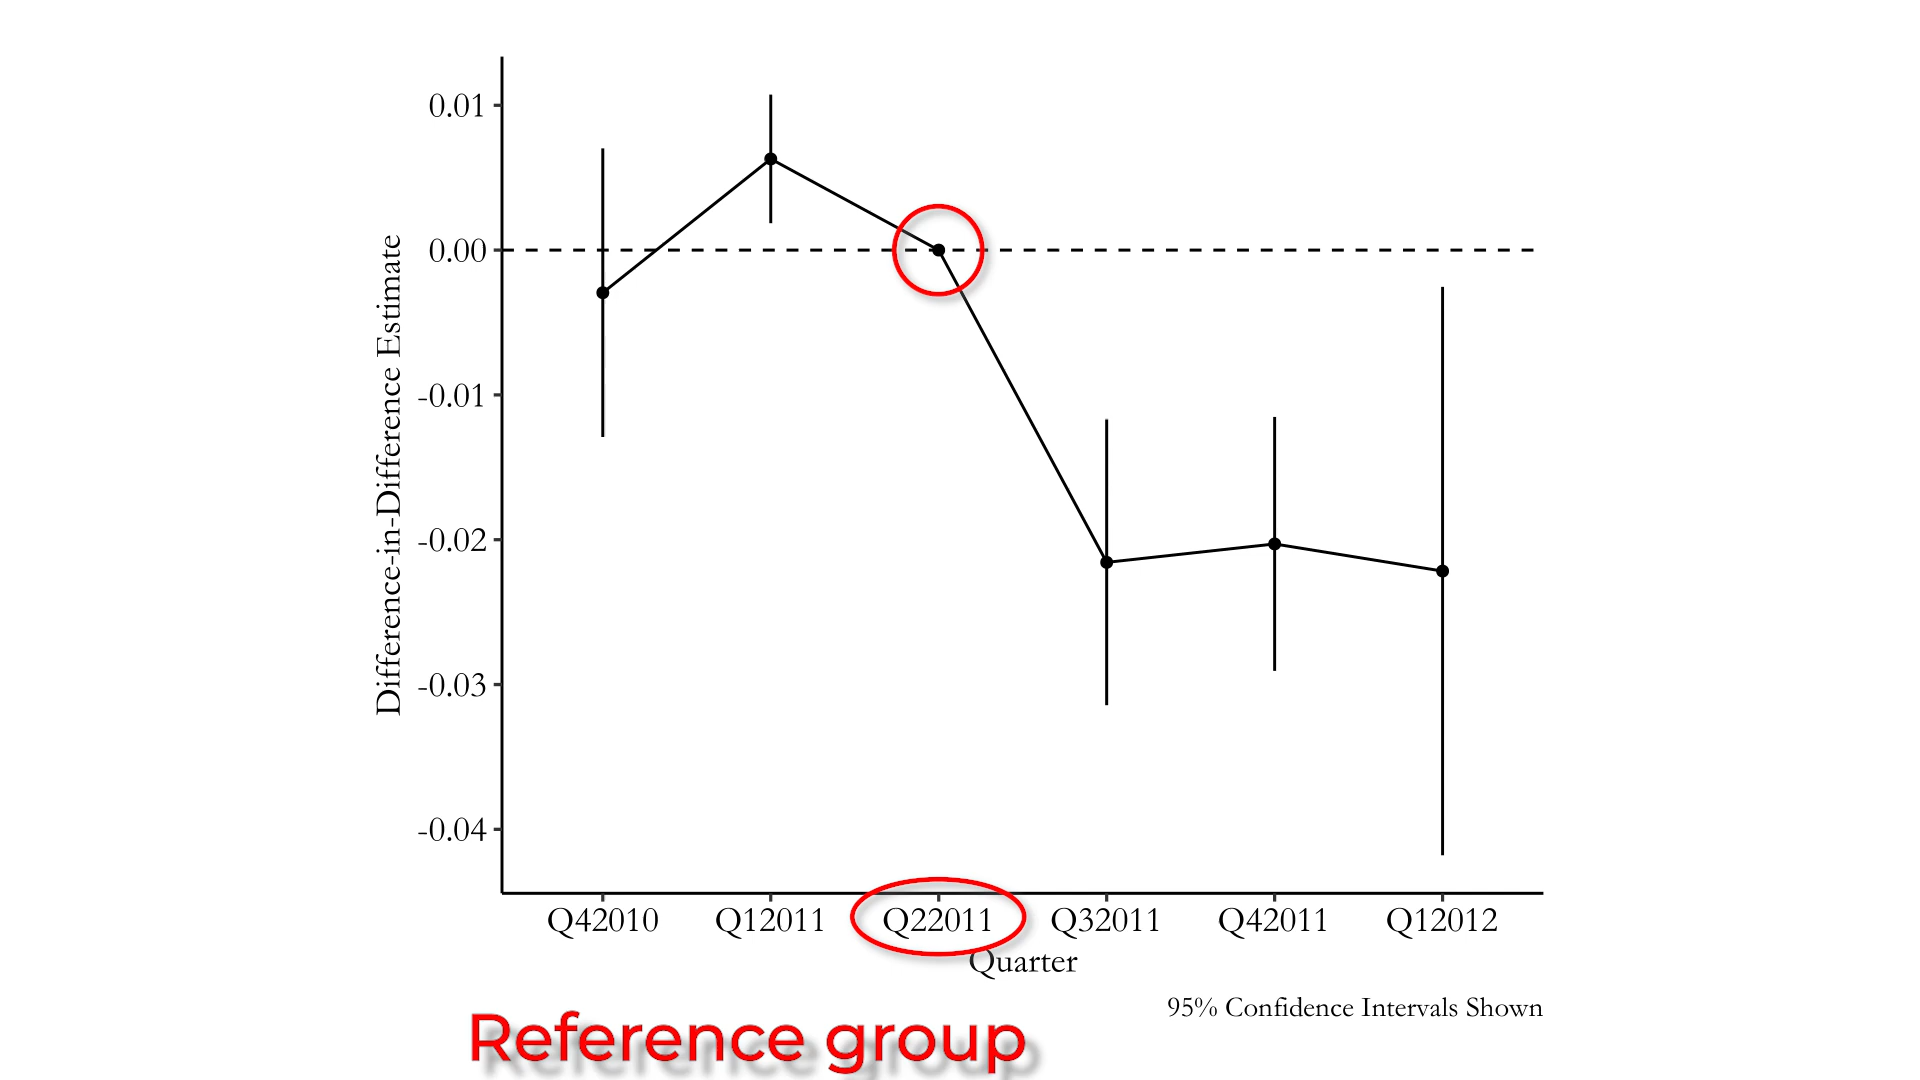 0.01
0.00
-0.01
-0.02
-0.03
-0.04
Difference-in-Difference Estimate
Q42010 Q12011 Q22011 Q32011 Q42011 Q12012
Quarter
95% Confidence Intervals Shown
Reference group